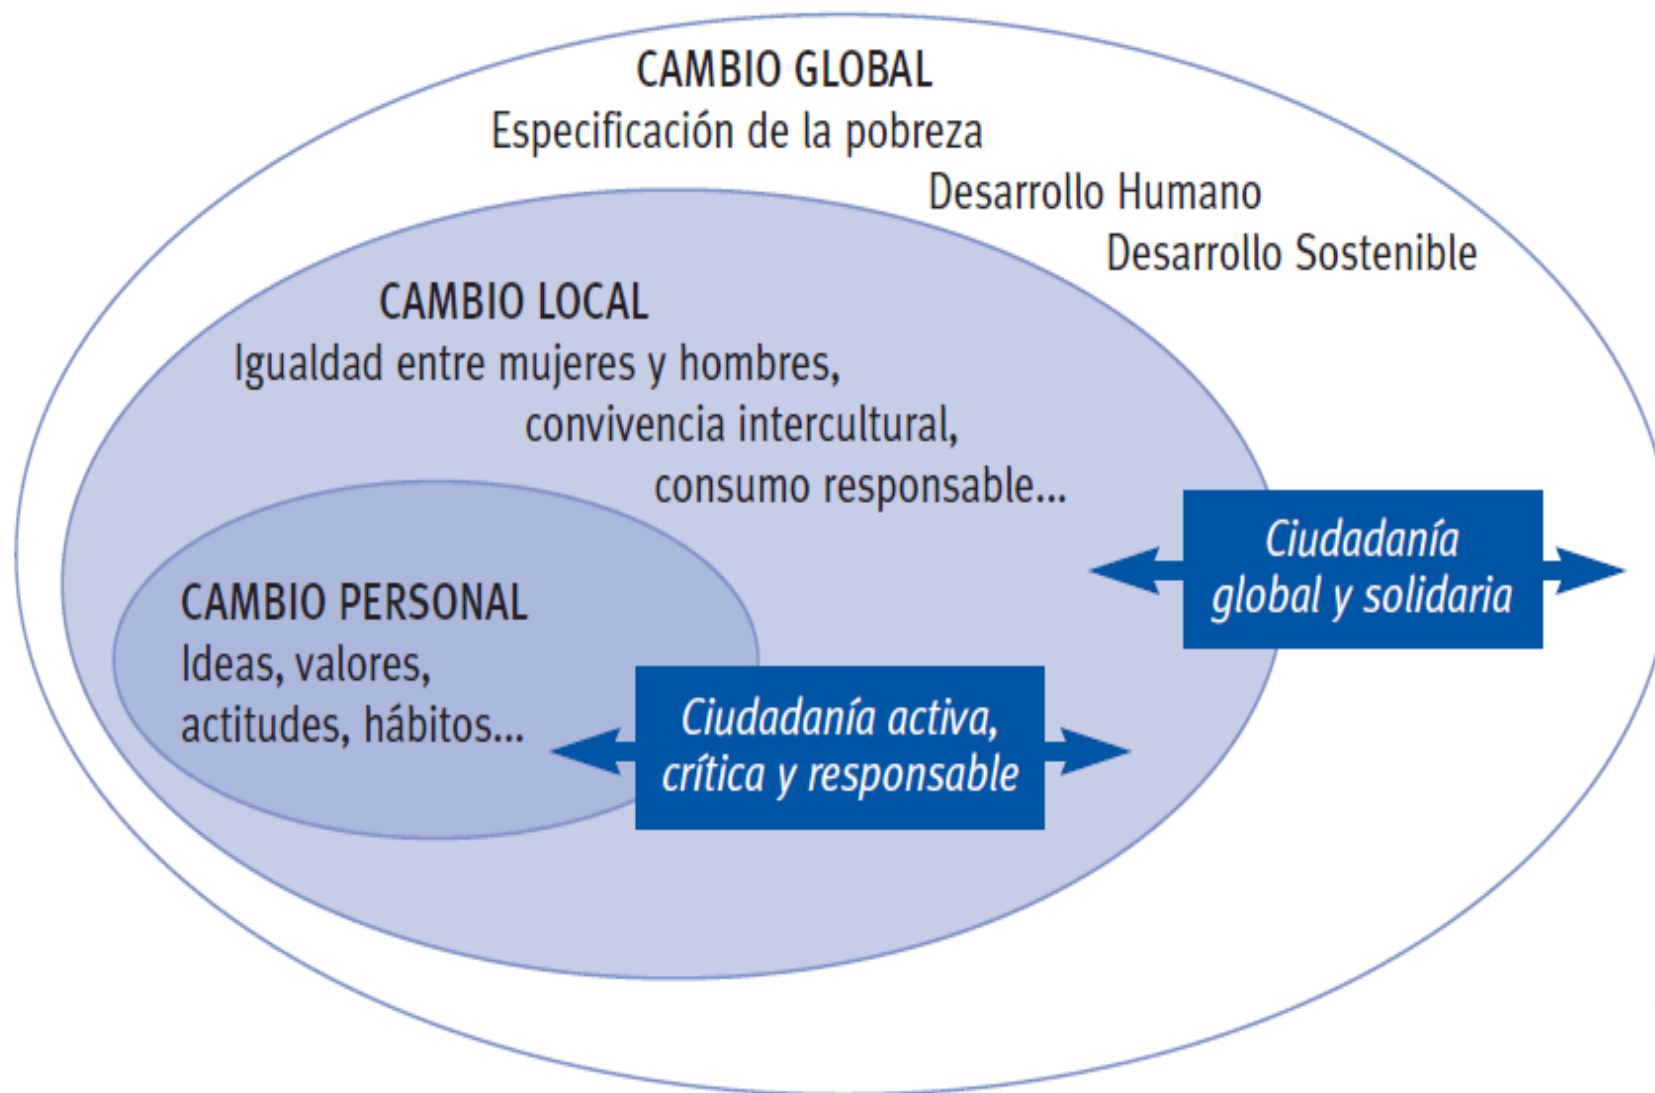 CAMBIO GLOBAL
Especificación de la pobreza
Desarrollo Humano
Desarrollo Sostenible
CAMBIO LOCAL
Igualdad entre mujeres y hombres,
convivencia intercultural,
consumo responsable...
Ciudadanía
global y solidaria
CAMBIO PERSONAL
Ideas, valores,
actitudes, hábitos...
Ciudadanía activa,
crítica y responsable